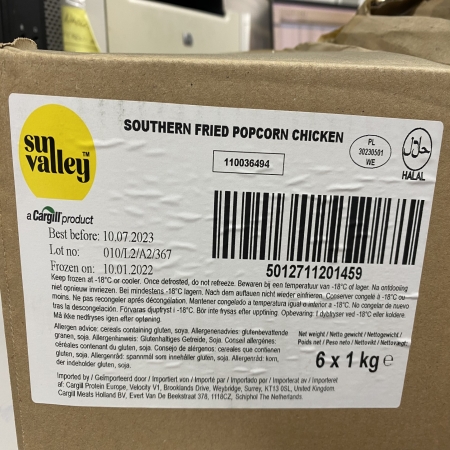 sun
valley™
a Cargill product
SOUTHERN FRIED POPCORN CHICKEN
110036494
PL
30230501
WE
حلال
HALAL
Best before: 10.07.2023
Lot no: 010/L2/A2/367
Frozen on: 10.01.2022
5012711201459
Keep frozen at -18°C or cooler. Once defrosted, do not refreeze. Bewaren bij een temperatuur van -18°C of lager. Na ontdooiing
niet opnieuw invriezen. Bei mindestens -18°C lagern. Nach dem auftauen nicht wieder einfrieren. Conserver congelé à -18°C ou
moins. Ne pas recongeler après décongélation. Mantener congelado a temperatura igual o inferior a -18°C. No congelar de nuevo
tras la descongelación. Förvaras djupfryst i -18°C. Bör inte frysas efter upptining. Opbevaring: I dybfryser ved -18°C eller koldere.
Må ikke nedfryses igen efter optøning.
Allergen advice: cereals containing gluten, soya. Allergenenadvies: glutenbevattende
granen, soja. Allergenhinweis: Glutenhaltiges Getreide, Soja. Conseil allergènes:
céréales contenant du gluten, soja. Consejo de alérgenos: cereales que contienen
gluten, soja. Allergenråd: spannmål som innehåller gluten, soja. Allergenråd: korn,
der indeholder gluten, soja.
Net weight / Netto gewicht / Nettogewicht /
Paids net / Peso neto / Nettovikt / Nettovægt:
6 x 1 kg e
Imported by / Geïmporteerd door / Importiert von / Importé par / Importado por / Importerat av / Importeret
af: Cargill Protein Europe, Velocity V1, Brooklands Drive, Weybridge, Surrey, KT13 0SL, United Kingdom.
Cargill Meals Holland BV, Evert Van De Beekstraat 378, 1118CZ, Schiphol The Netherlands.